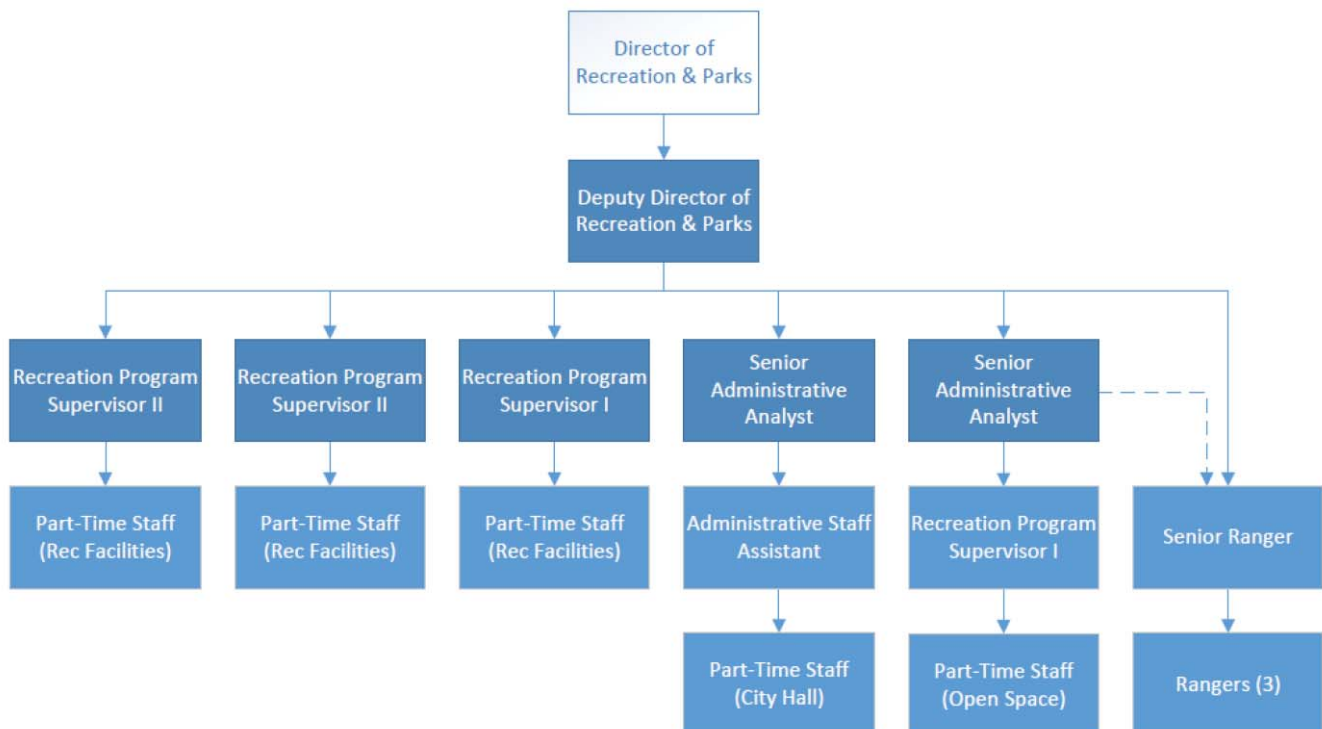 Director of
Recreation & Parks
Deputy Director of
Recreation & Parks
Recreation Program
Supervisor II
Recreation Program
Supervisor II
Recreation Program
Supervisor I
Senior
Administrative
Analyst
Senior
Administrative
Analyst
Part-Time Staff
(Rec Facilities)
Part-Time Staff
(Rec Facilities)
Part-Time Staff
(Rec Facilities)
Administrative Staff
Assistant
Recreation Program
Supervisor I
Senior Ranger
Part-Time Staff
(City Hall)
Part-Time Staff
(Open Space)
Rangers (3)